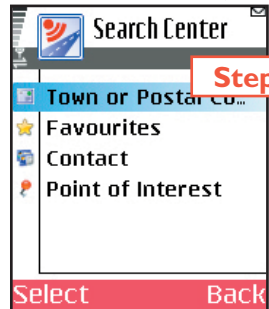 Search Center
Step
Town or Postal Co...
Favourites
Contact
Point of Interest
Select Back